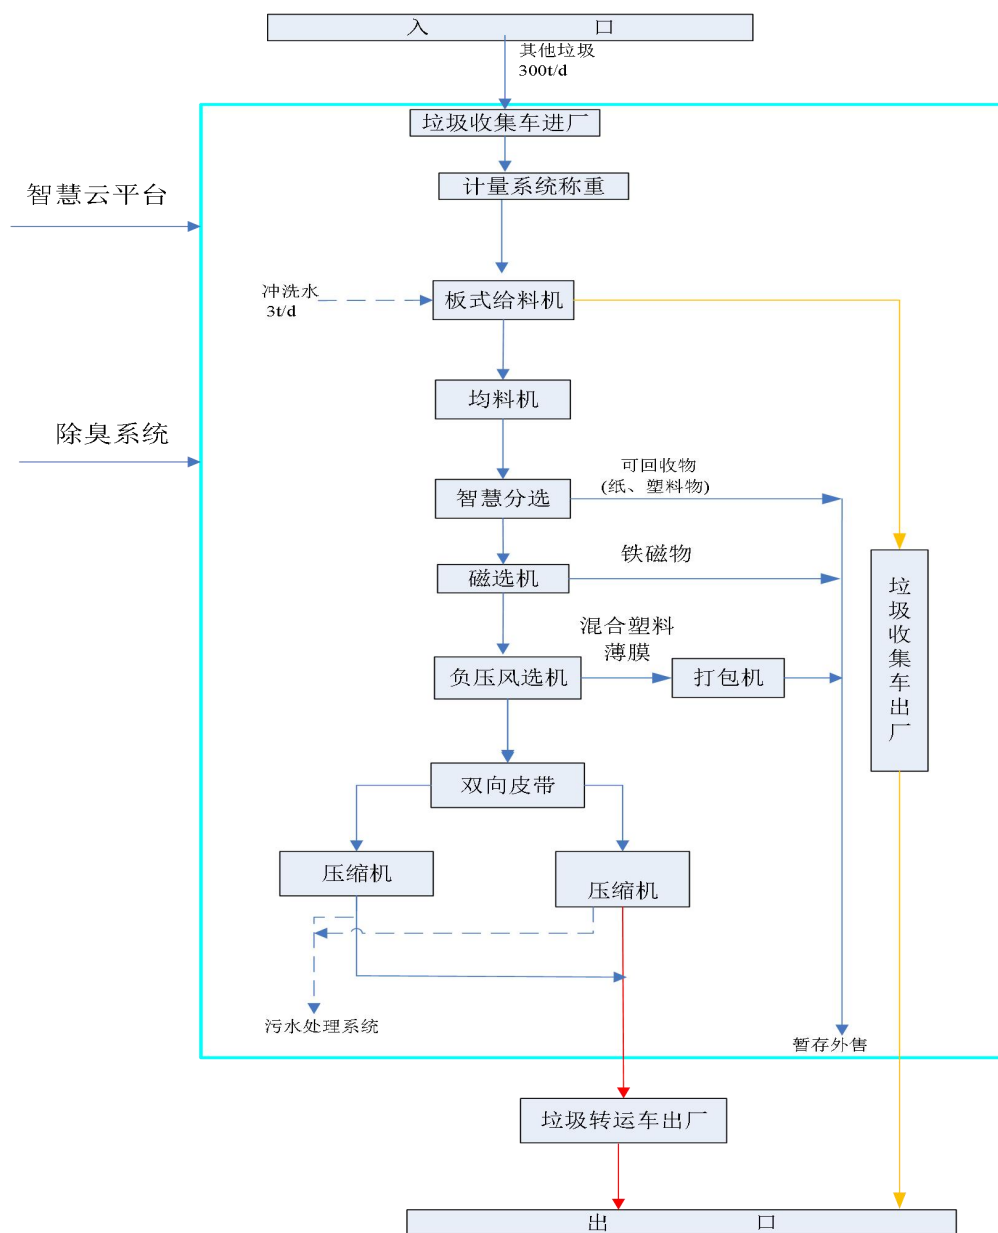 入 口
其他垃圾
300t/d
垃圾收集车进厂
智慧云平台
计量系统称重
冲洗水
3t/d
板式给料机
均料机
除臭系统
可回收物
(纸、塑料物)
智慧分选
铁磁物
磁选机
混合塑料
薄膜
负压风选机
打包机
垃圾收集车出厂
双向皮带
压缩机
压缩机
污水处理系统
暂存外售
垃圾转运车出厂
出 口